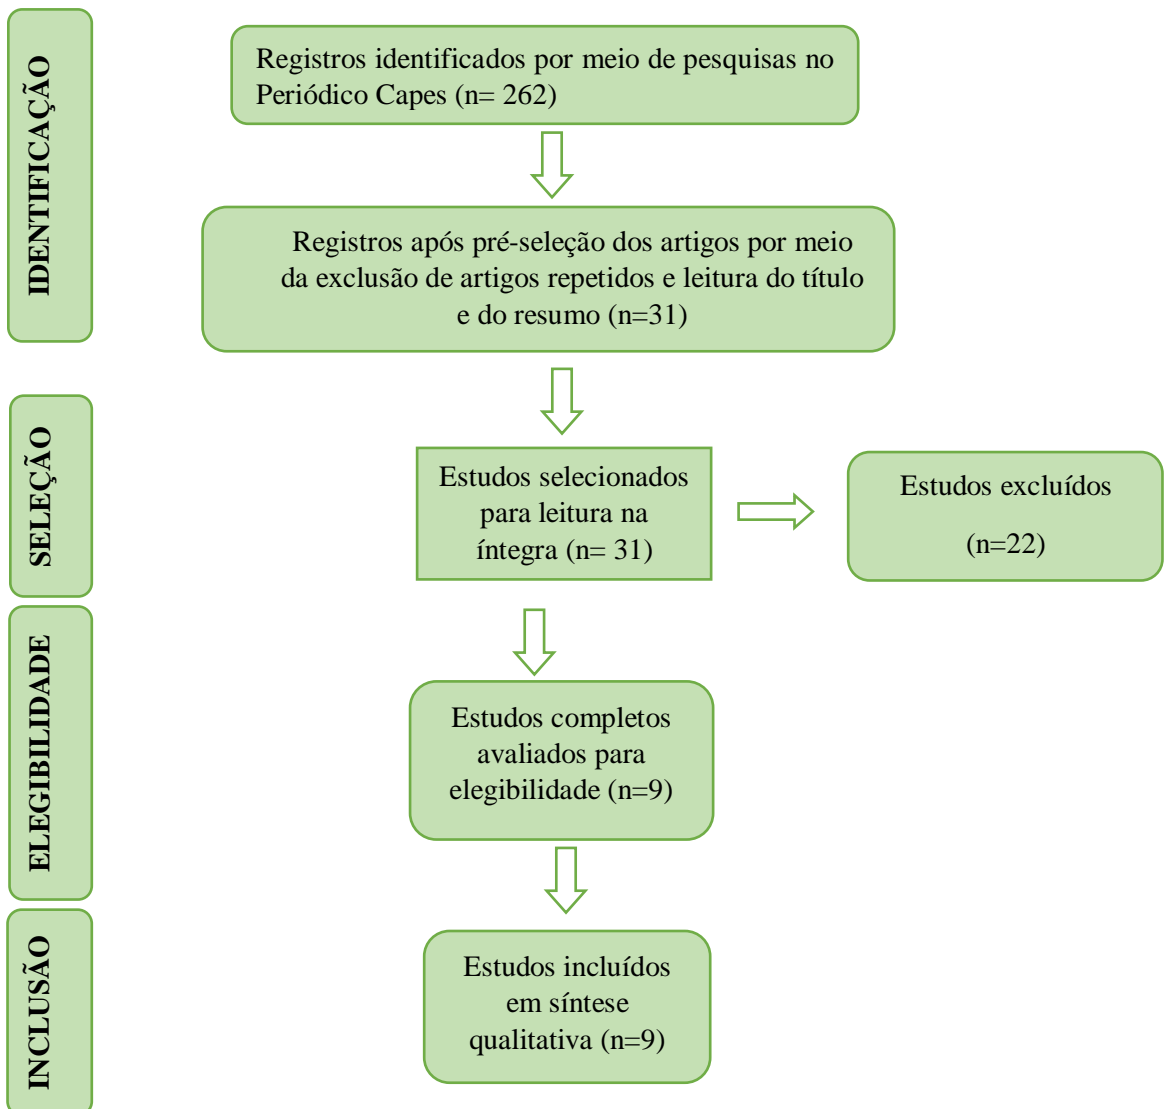 IDENTIFICAÇÃO
Registros identificados por meio de pesquisas no
Periódico Capes (n= 262)
Registros após pré-seleção dos artigos por meio
da exclusão de artigos repetidos e leitura do título
e do resumo (n=31)
SELEÇÃO
Estudos selecionados
para leitura na
íntegra (n= 31)
Estudos excluídos
(n=22)
ELEGIBILIDADE
Estudos completos
avaliados para
elegibilidade (n=9)
INCLUSÃO
Estudos incluídos
em síntese
qualitativa (n=9)